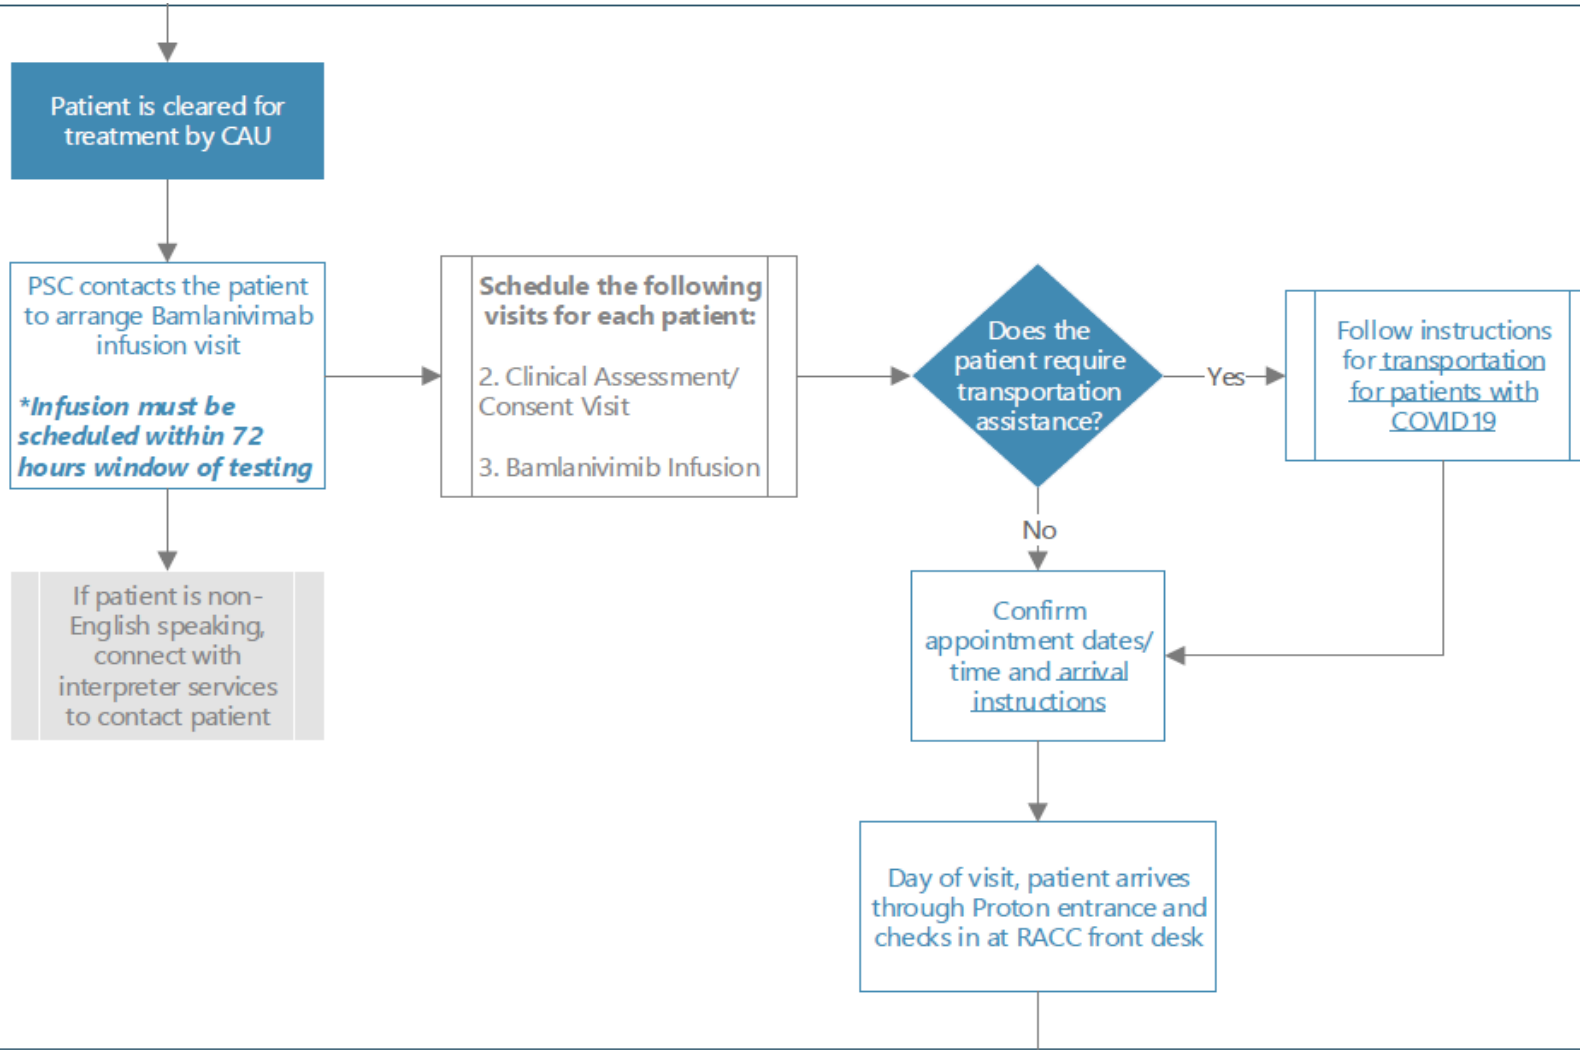 Patient is cleared for
treatment by CAU
PSC contacts the patient
to arrange Bamlanivimab
infusion visit
*Infusion must be
scheduled within 72
hours window of testing
If patient is non-
English speaking,
connect with
interpreter services
to contact patient
Schedule the following
visits for each patient:
2. Clinical Assessment/
Consent Visit
3. Bamlanivimib Infusion
Does the
patient require
transportation
assistance?
Yes
Follow instructions
for transportation
for patients with
COVID19
No
Confirm
appointment dates/
time and arrival
instructions
Day of visit, patient arrives
through Proton entrance and
checks in at RACC front desk